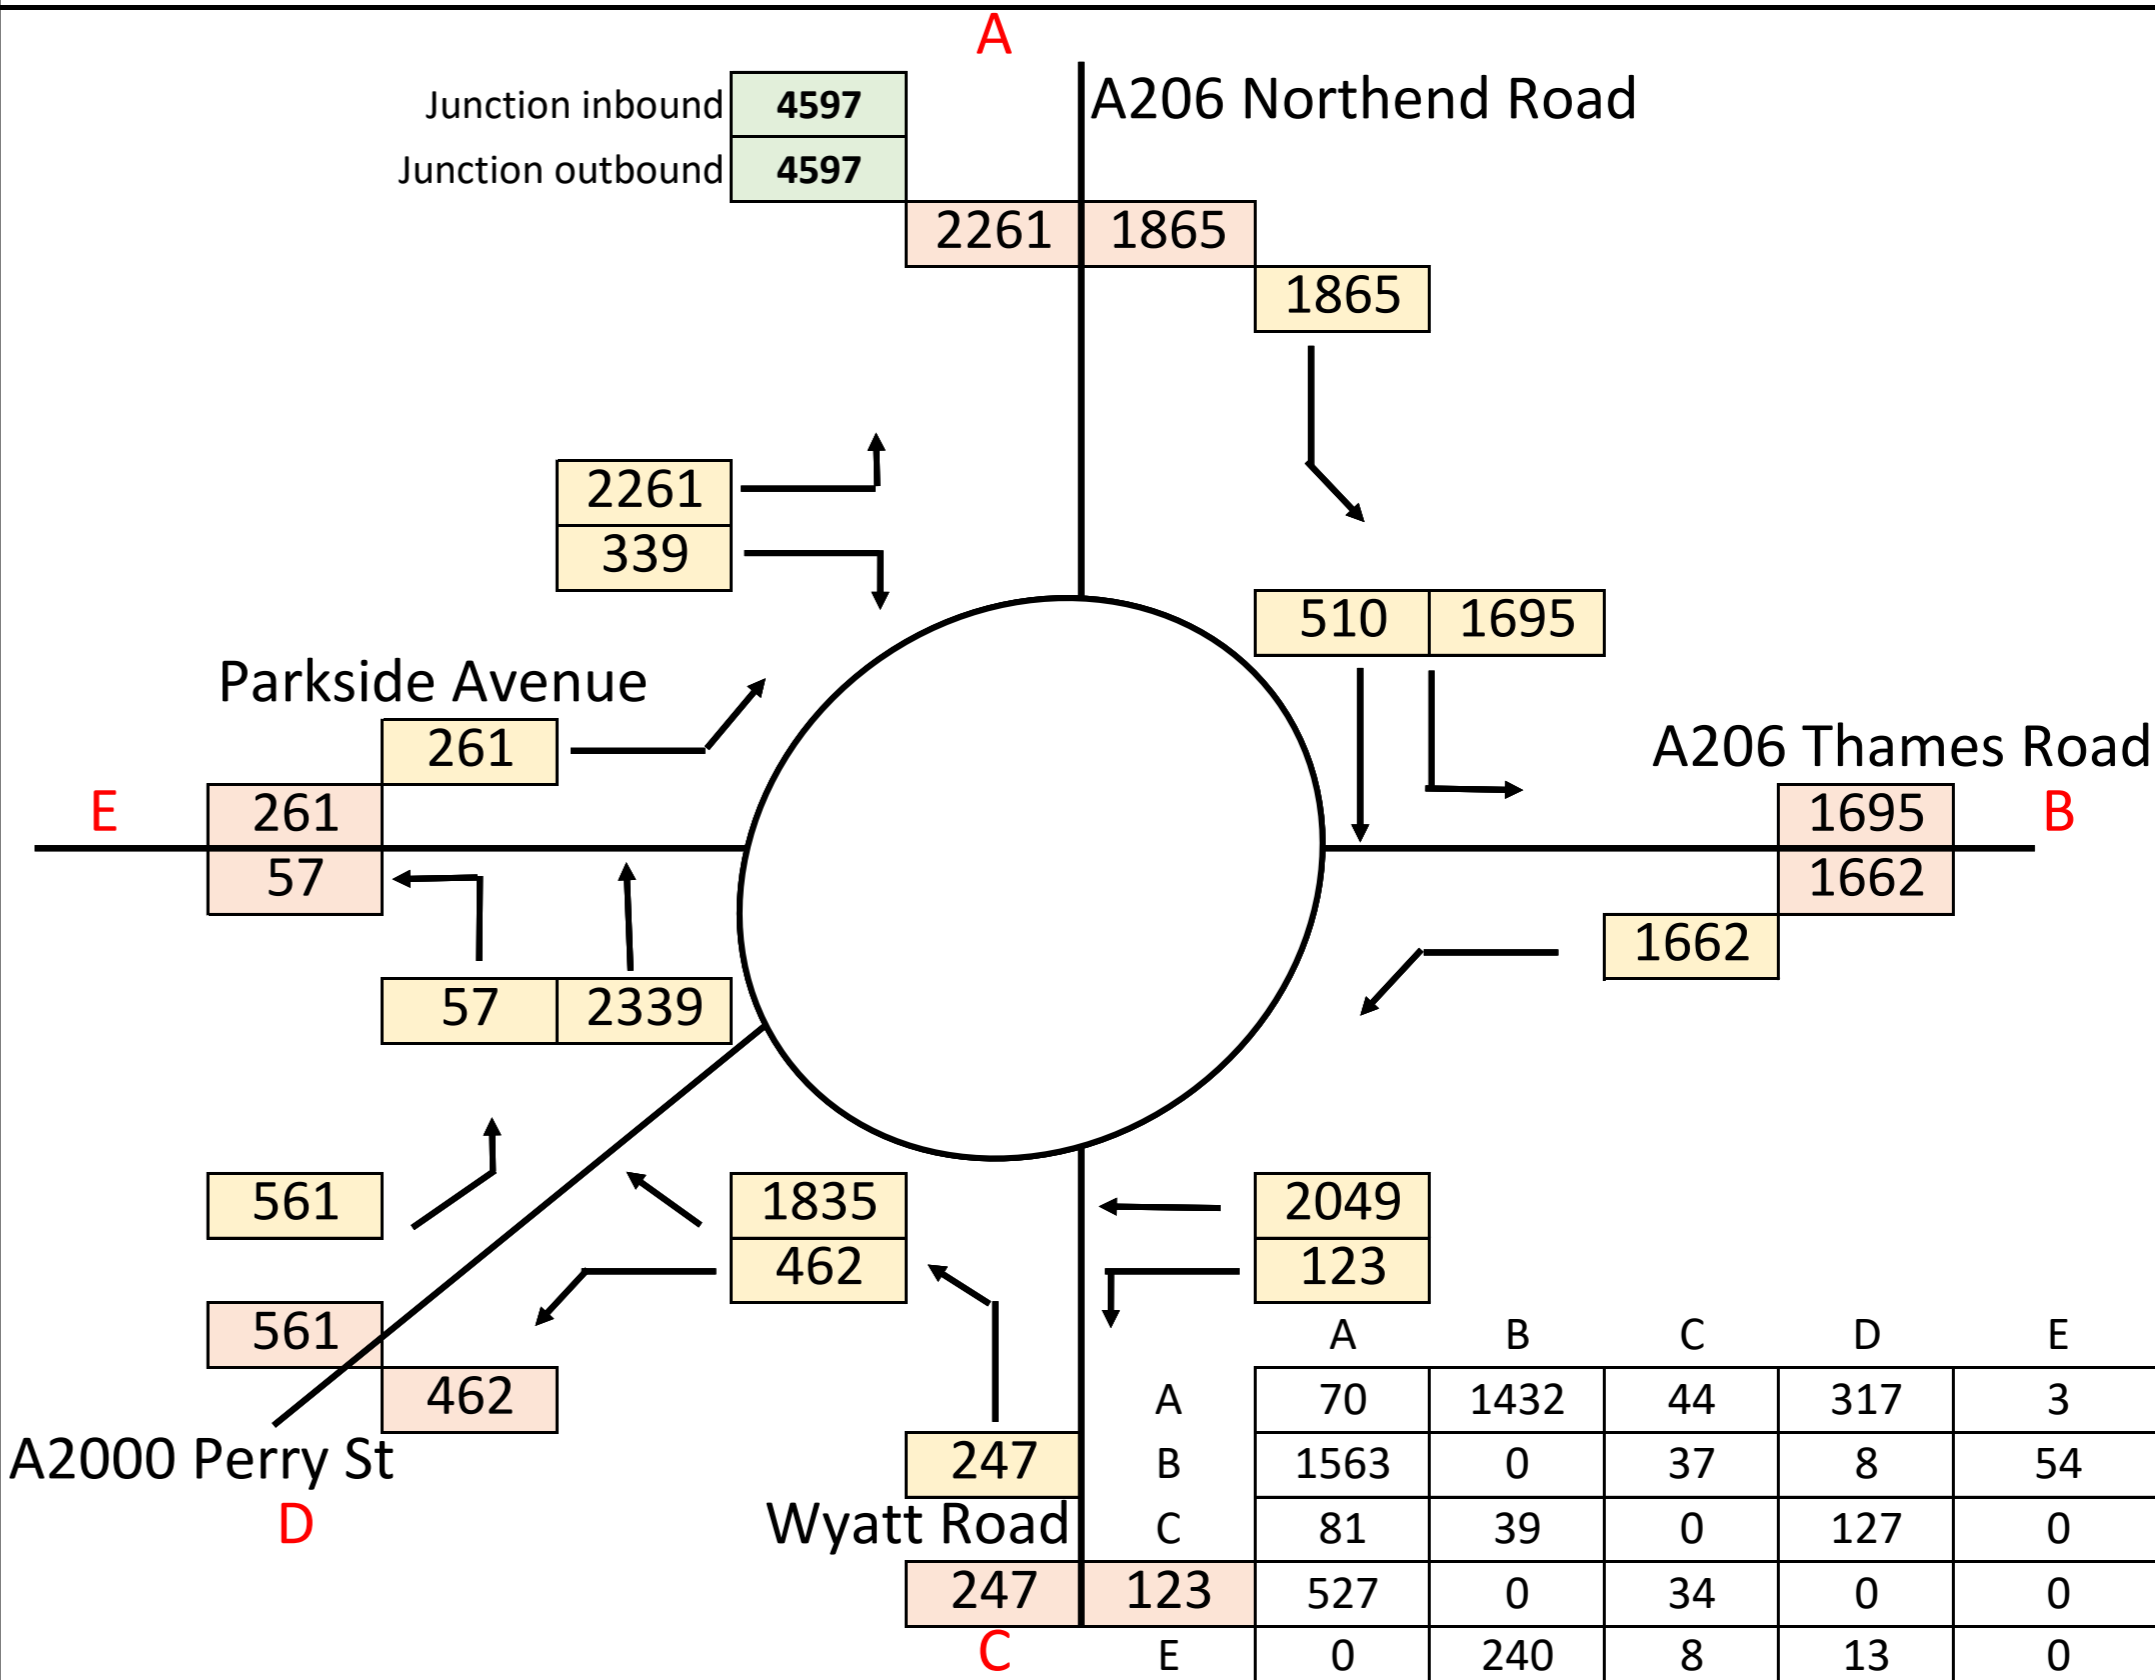 A
Junction inbound 4597 A206 Northend Road
Junction outbound 4597
2261 1865
1865
2261
339
510 1695
Parkside Avenue
261 A206 Thames Road
E 261 1695 B
57 1662
1662
57 2339
561 1835 2049
462 123
561 A B C D E
462 A 70 1432 44 317 3
A2000 Perry St 247 B 1563 0 37 8 54
D Wyatt Road C 81 39 0 127 0
247 123 527 0 34 0 0
C E 0 240 8 13 0